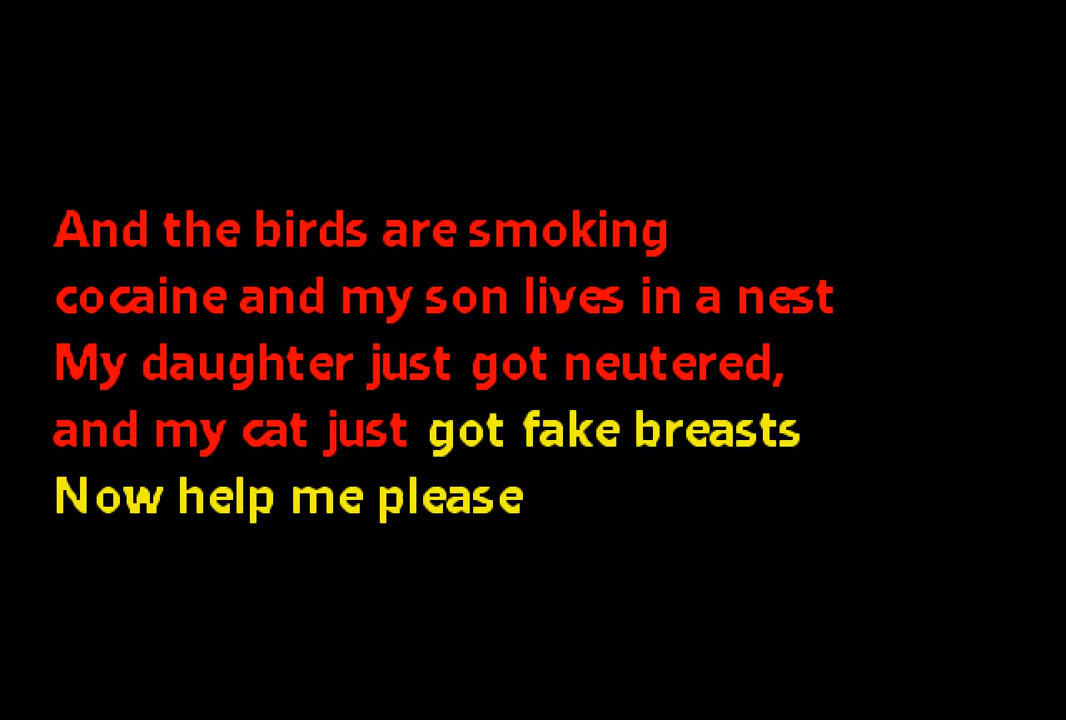 And the birds are smoking
cocaine and my son lives in a nest
My daughter just got neutered,
and my cat just got fake breasts
Now help me please